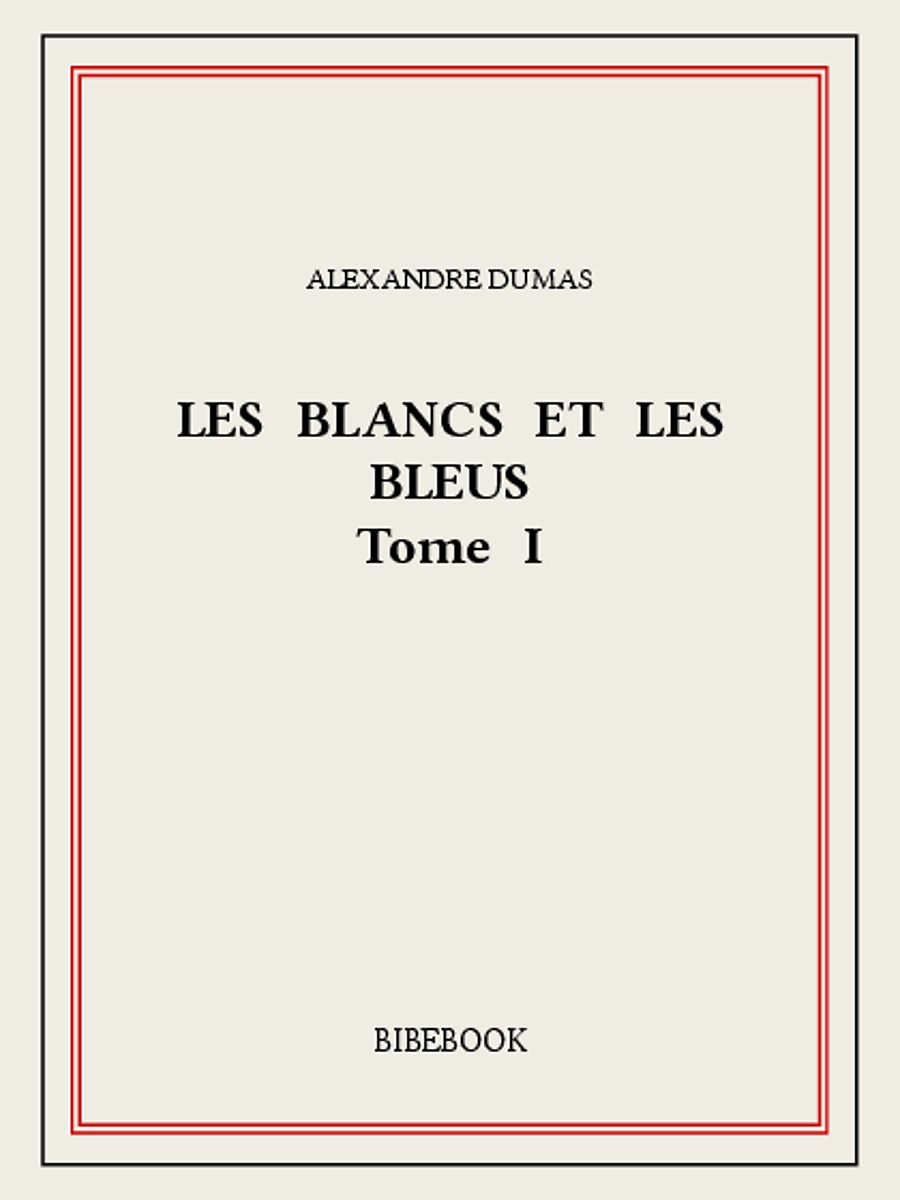 ALEXANDRE DUMAS
LES BLANCS ET LES
BLEUS
Tome I
BIBEBOOK